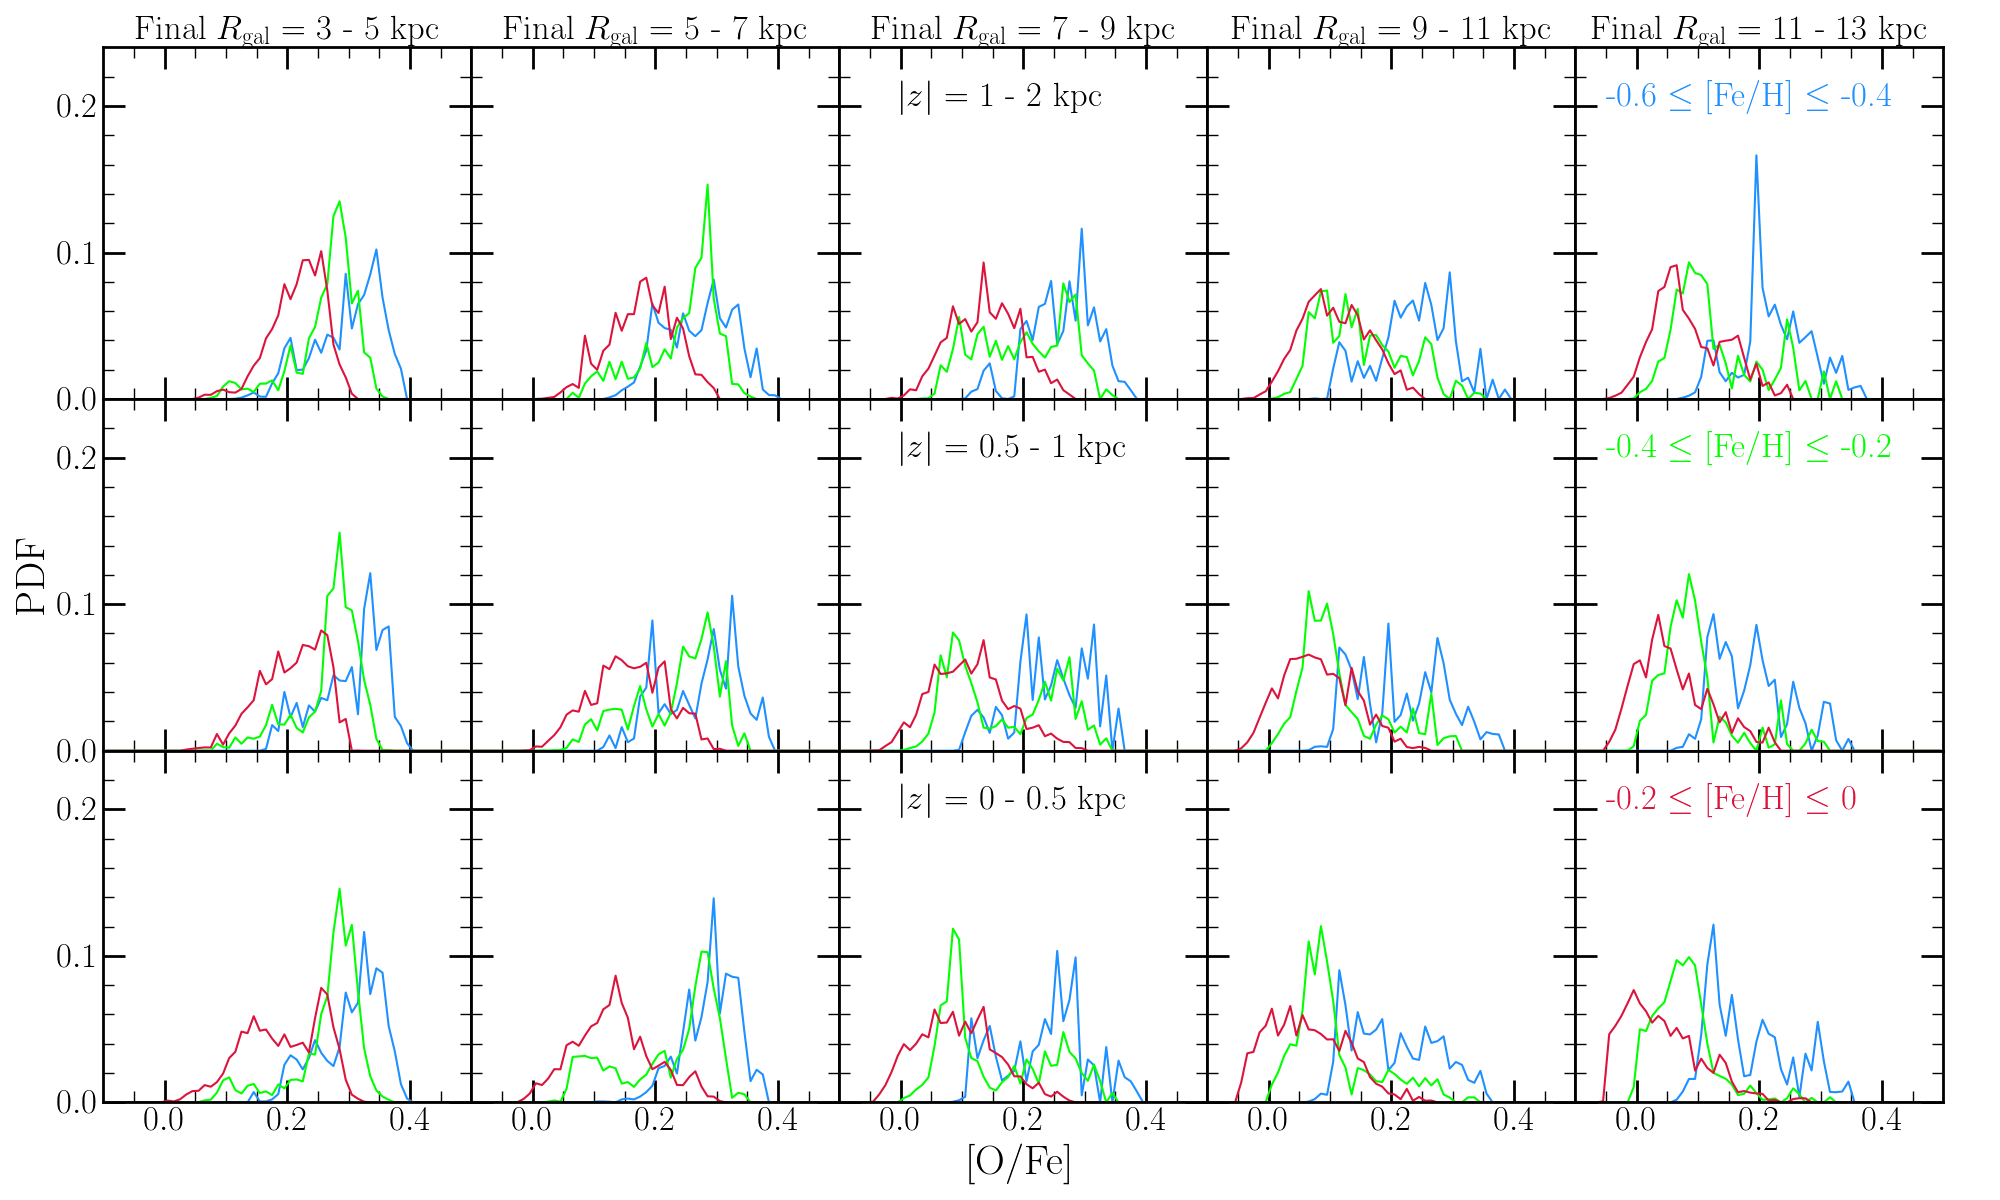 Final R_gal = 3 - 5 kpc
Final R_gal = 5 - 7 kpc
Final R_gal = 7 - 9 kpc
Final R_gal = 9 - 11 kpc
Final R_gal = 11 - 13 kpc
|z| = 1 - 2 kpc
-0.6 ≤ [Fe/H] ≤ -0.4
0.2
0.1
0.0
|z| = 0.5 - 1 kpc
-0.4 ≤ [Fe/H] ≤ -0.2
0.2
0.1
0.0
PDF
|z| = 0 - 0.5 kpc
-0.2 ≤ [Fe/H] ≤ 0
0.2
0.1
0.0
0.0 0.2 0.4
0.0 0.2 0.4
0.0 0.2 0.4
0.0 0.2 0.4
0.0 0.2 0.4
[O/Fe]